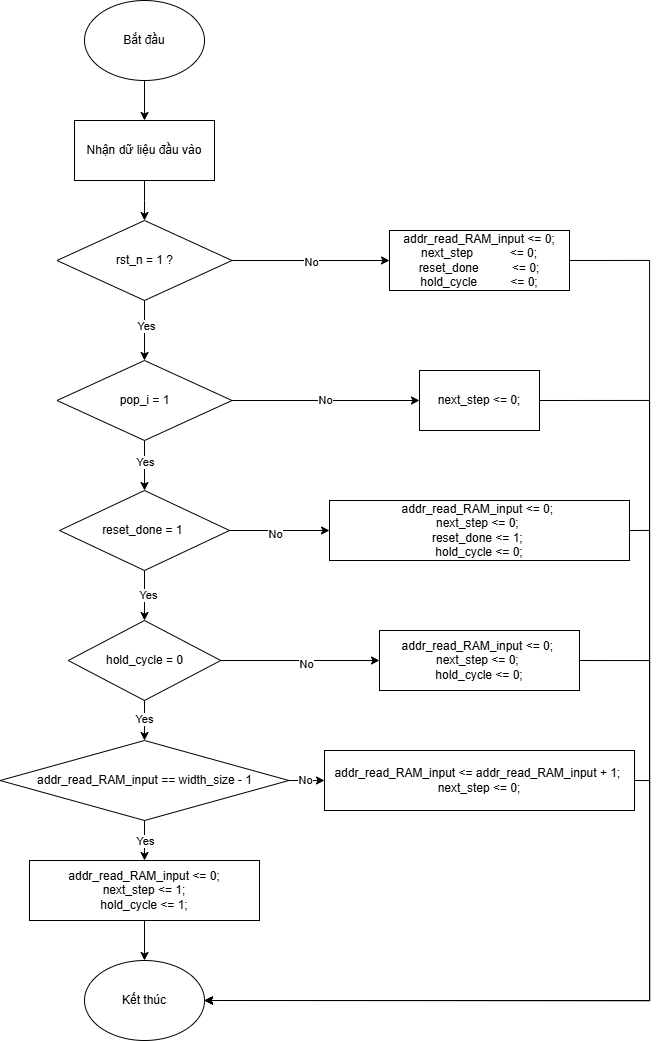 Bắt đầu
Nhận dữ liệu đầu vào
rst_n = 1 ?
No
addr_read_RAM_input <= 0;
next_step <= 0;
reset_done <= 0;
hold_cycle <= 0;
Yes
pop_i = 1
No
next_step <= 0;
Yes
reset_done = 1
No
addr_read_RAM_input <= 0;
next_step <= 0;
reset_done <= 1;
hold_cycle <= 0;
Yes
hold_cycle = 0
No
addr_read_RAM_input <= 0;
next_step <= 0;
hold_cycle <= 0;
Yes
addr_read_RAM_input == width_size - 1
No
addr_read_RAM_input <= addr_read_RAM_input + 1;
next_step <= 0;
Yes
addr_read_RAM_input <= 0;
next_step <= 1;
hold_cycle <= 1;
Kết thúc